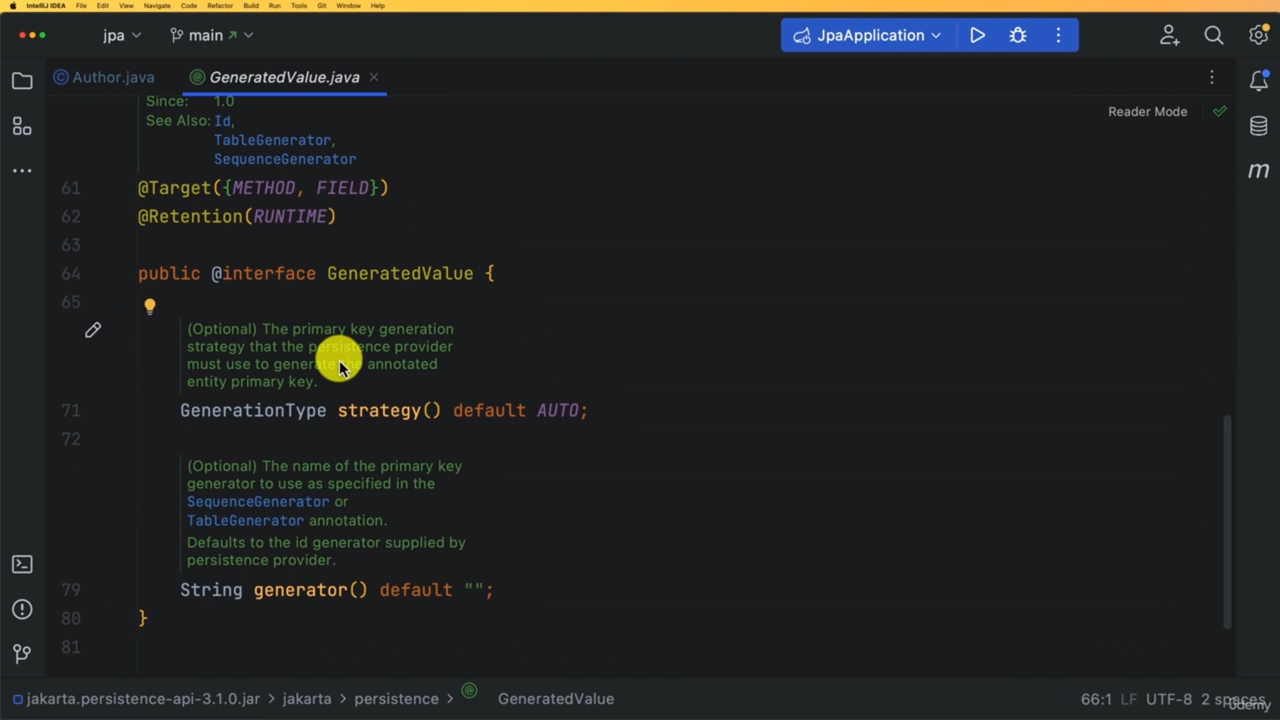 IntelliJ IDEA File Edit View Navigate Code Refactor Build Run Tools Git Window Help
jpa main JpaApplication
Author.java GeneratedValue.java
Reader Mode
Since: 1.0
See Also: Id,
TableGenerator,
SequenceGenerator
61 @Target({METHOD, FIELD})
62 @Retention(RUNTIME)
63
64 public @interface GeneratedValue {
65
(Optional) The primary key generation
strategy that the persistence provider
must use to generate the annotated
entity primary key.
71 GenerationType strategy() default AUTO;
72
(Optional) The name of the primary key
generator to use as specified in the
SequenceGenerator or
TableGenerator annotation.
Defaults to the id generator supplied by
persistence provider.
79 String generator() default "";
80 }
81
jakarta.persistence-api-3.1.0.jar > jakarta > persistence > GeneratedValue 66:1 LF UTF-8 2 spaces
udemy